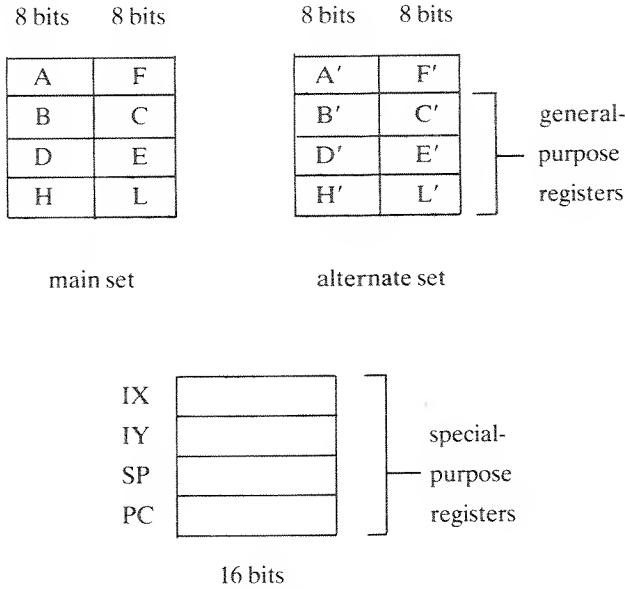 8 bits 8 bits 8 bits 8 bits
A F A′ F′
B C B′ C′ general-
D E D′ E′ purpose
H L H′ L′ registers
main set alternate set
IX
IY special-
SP purpose
PC registers
16 bits